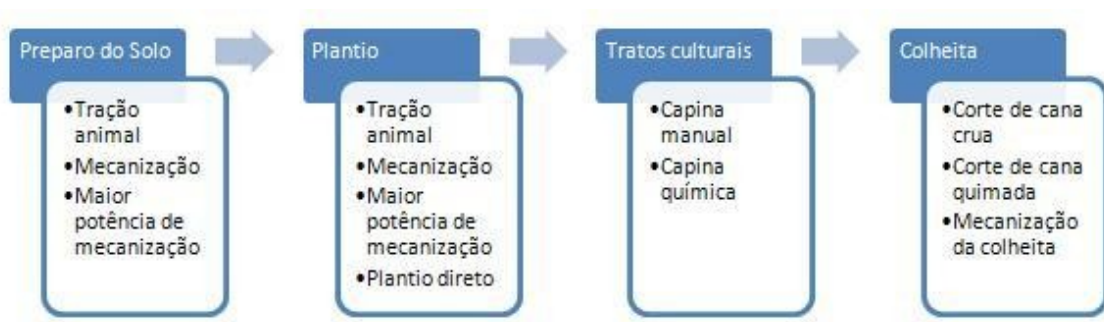 Preparo do Solo
•Tração
animal
•Mecanização
•Maior
potência de
mecanização
Plantio
•Tração
animal
•Mecanização
•Maior
potência de
mecanização
•Plantio direto
Tratos culturais
•Capina
manual
•Capina
química
Colheita
•Corte de cana
crua
•Corte de cana
quimada
•Mecanização
da colheita